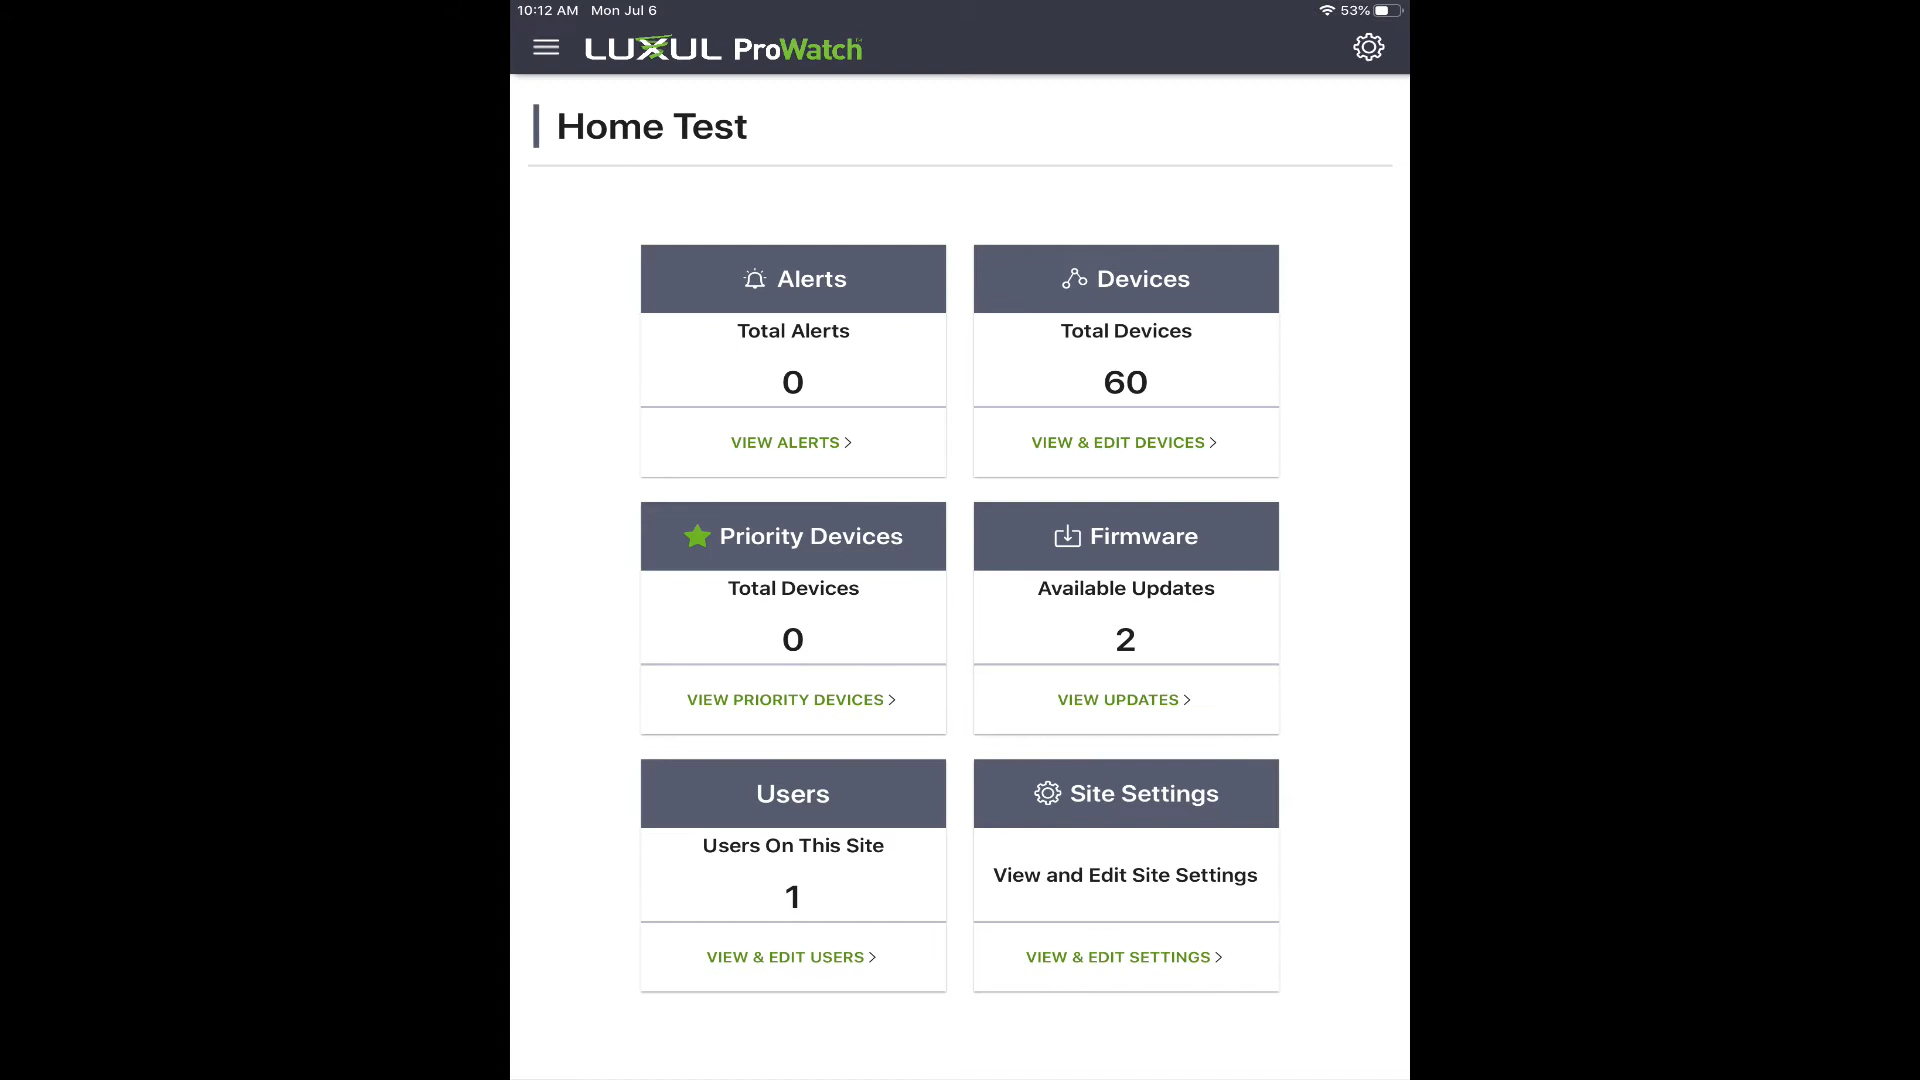 10:12 AM Mon Jul 6
53%
LUXUL ProWatch™
Home Test
Alerts
Total Alerts
0
VIEW ALERTS >
Devices
Total Devices
60
VIEW & EDIT DEVICES >
Priority Devices
Total Devices
0
VIEW PRIORITY DEVICES >
Firmware
Available Updates
2
VIEW UPDATES >
Users
Users On This Site
1
VIEW & EDIT USERS >
Site Settings
View and Edit Site Settings
VIEW & EDIT SETTINGS >